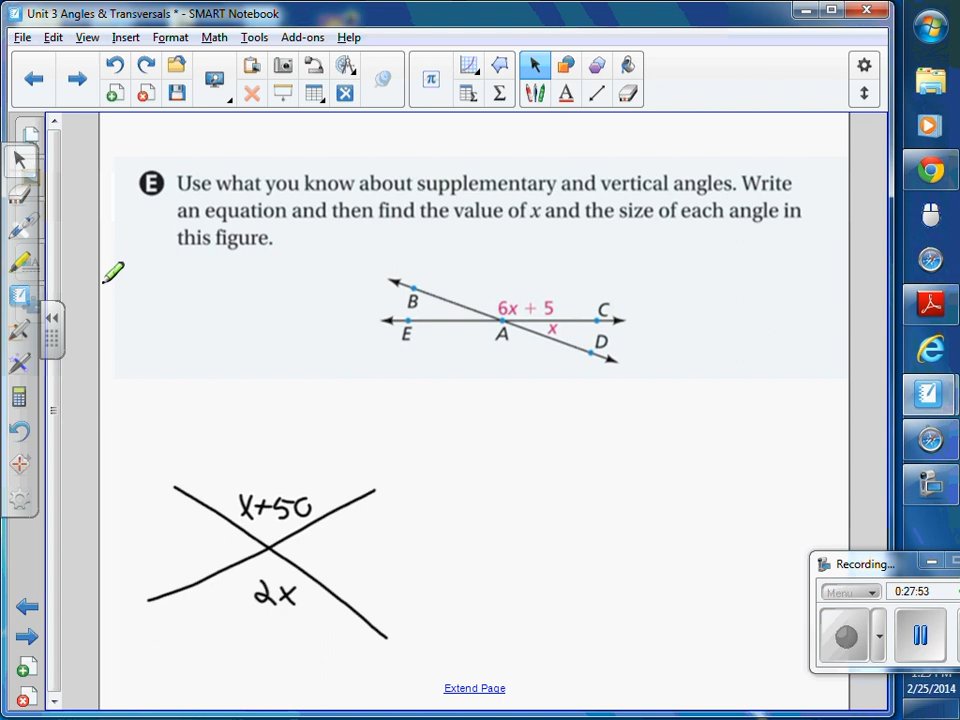 Unit 3 Angles & Transversals * - SMART Notebook
File Edit View Insert Format Math Tools Add-ons Help
E Use what you know about supplementary and vertical angles. Write
an equation and then find the value of x and the size of each angle in
this figure.
B
6x + 5
C
E
A
x
D
x+50
2x
Extend Page
Recording...
Menu
0:27:53
2/25/2014